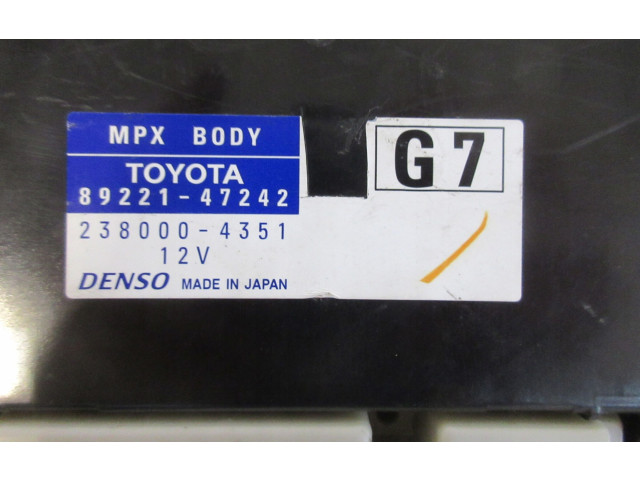 MPX BODY
TOYOTA
89221-47242
238000-4351
12V
DENSO MADE IN JAPAN
G7